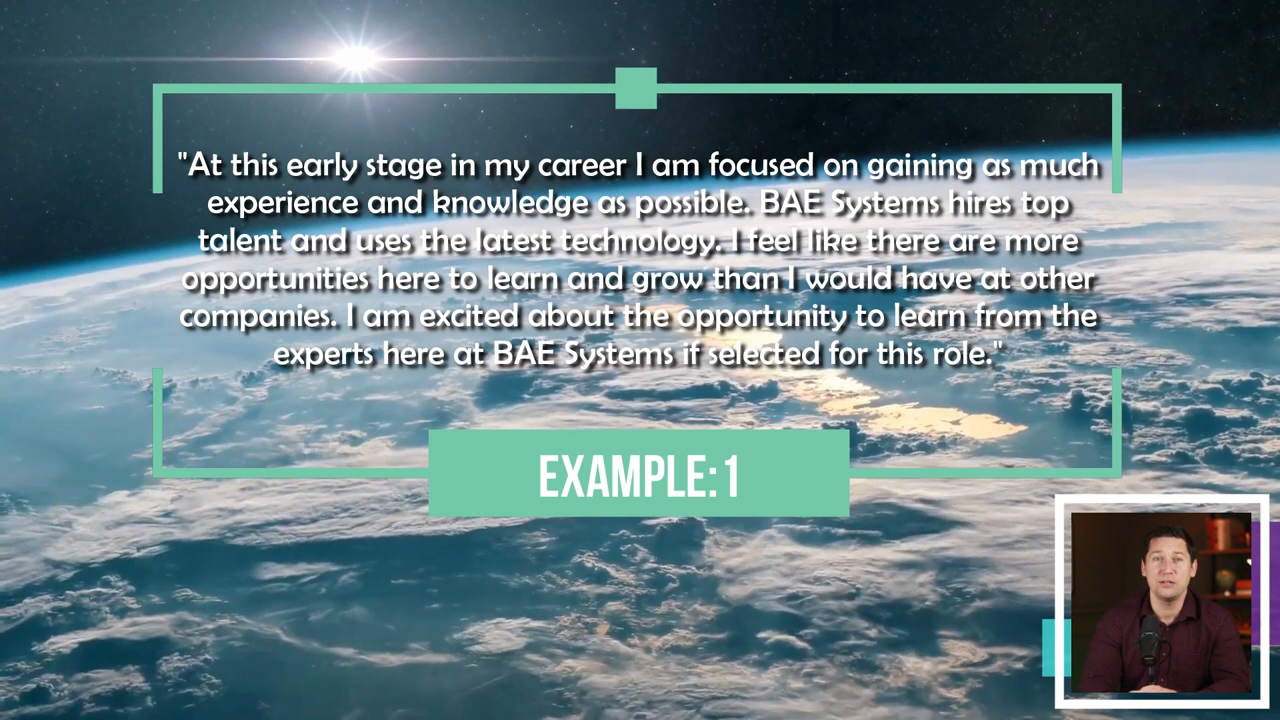 "At this early stage in my career I am focused on gaining as much
experience and knowledge as possible. BAE Systems hires top
talent and uses the latest technology. I feel like there are more
opportunities here to learn and grow than I would have at other
companies. I am excited about the opportunity to learn from the
experts here at BAE Systems if selected for this role."
EXAMPLE:1